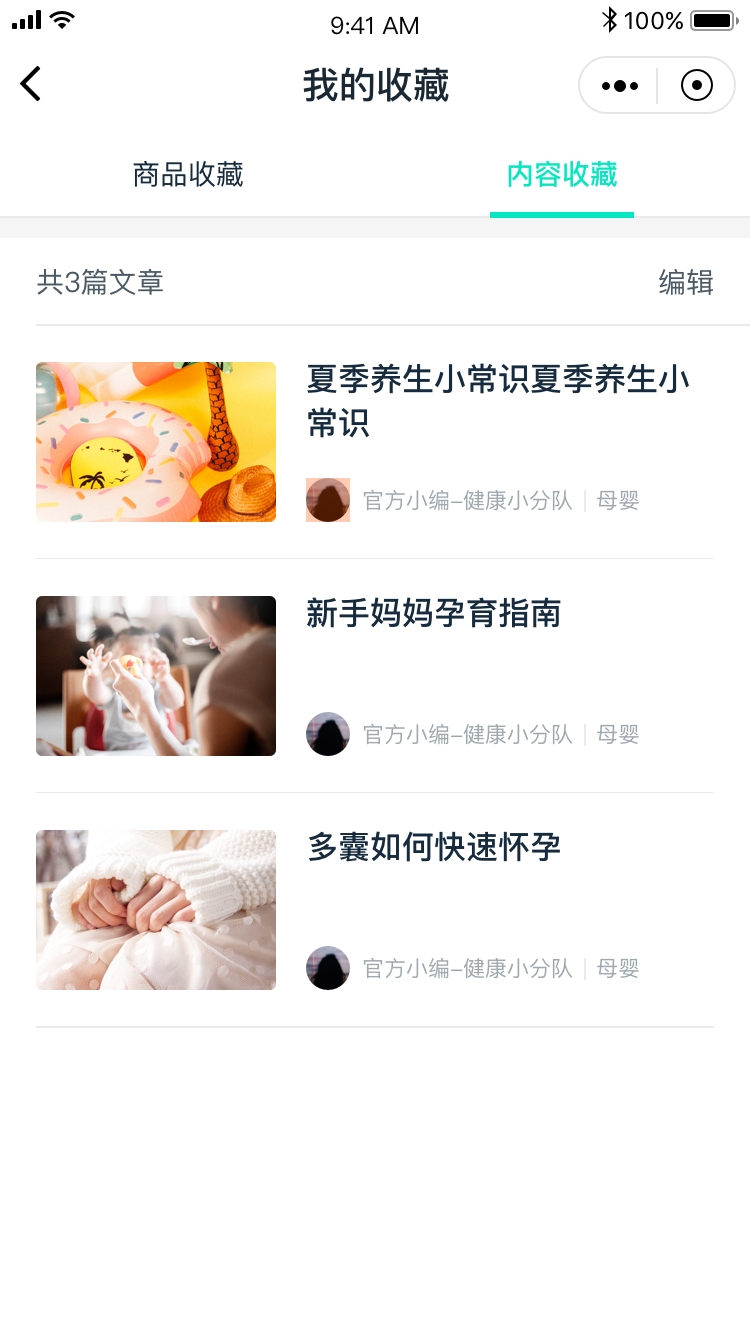 9:41 AM
100%
我的收藏
商品收藏
内容收藏
共3篇文章
编辑
夏季养生小常识夏季养生小
常识
官方小编–健康小分队 | 母婴
新手妈妈孕育指南
官方小编–健康小分队 | 母婴
多囊如何快速怀孕
官方小编–健康小分队 | 母婴